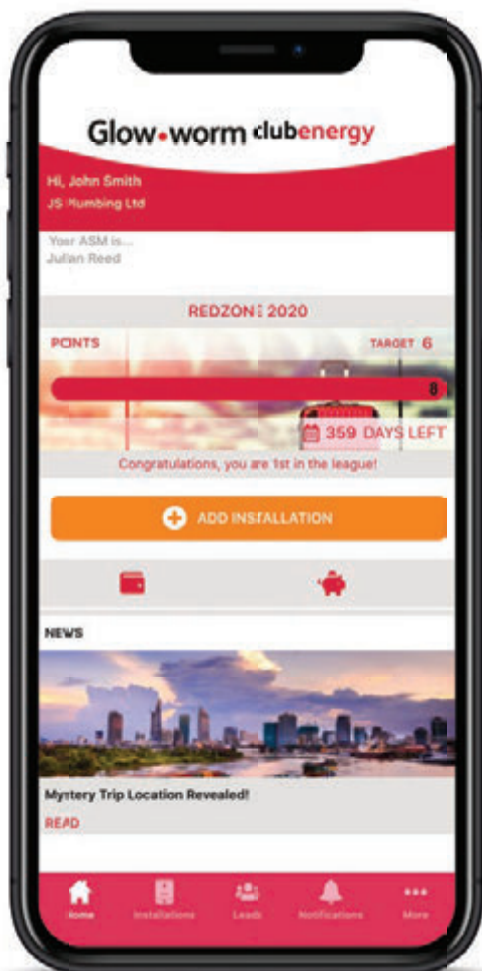 Glow•worm clubenergy
Hi, John Smith
JS Plumbing Ltd
Your ASM is...
Julian Reed
REDZONE 2020
POINTS TARGET 6
8
359 DAYS LEFT
Congratulations, you are 1st in the league!
ADD INSTALLATION
NEWS
Mystery Trip Location Revealed!
READ
Home Installations Leads Notifications More